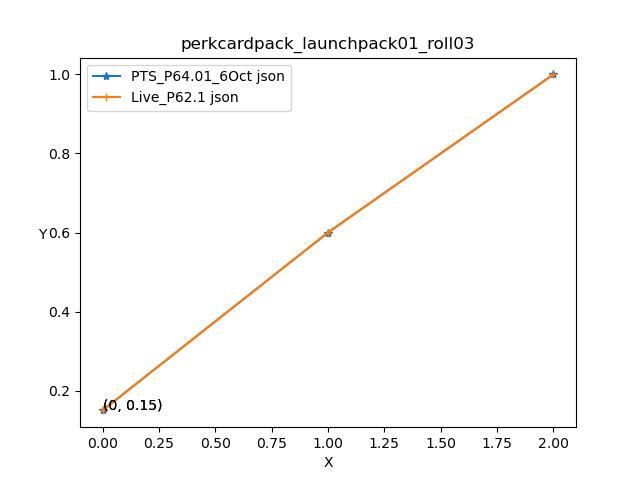 perkcardpack_launchpack01_roll03
PTS_P64.01_6Oct json
Live_P62.1 json
1.0
0.8
0.6
0.4
0.2
Y
(0, 0.15)
0.00 0.25 0.50 0.75 1.00 1.25 1.50 1.75 2.00
X